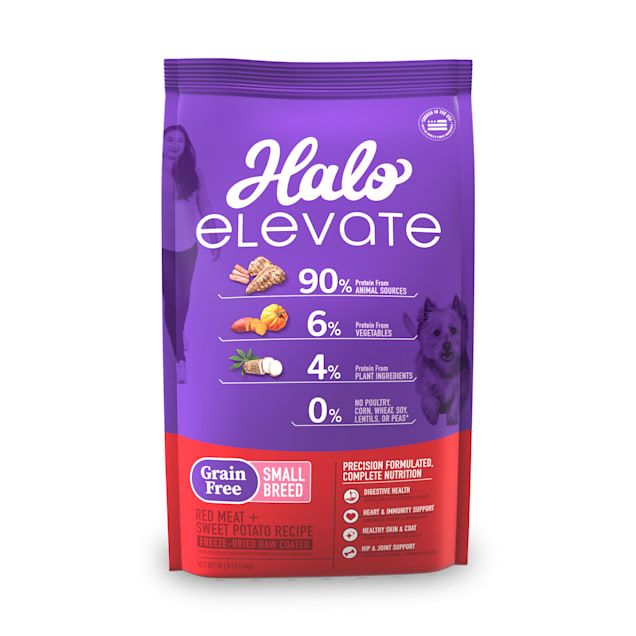 Halo
eLevaTe
90% Protein From
ANIMAL SOURCES
6% Protein From
VEGETABLES
4% Protein From
PLANT INGREDIENTS
0% NO POULTRY,
CORN, WHEAT, SOY,
LENTILS, OR PEAS*
Grain
Free
SMALL
BREED
RED MEAT +
SWEET POTATO RECIPE
FREEZE-DRIED RAW COATED
PRECISION FORMULATED,
COMPLETE NUTRITION
DIGESTIVE HEALTH
HEART & IMMUNITY SUPPORT
HEALTHY SKIN & COAT
HIP & JOINT SUPPORT